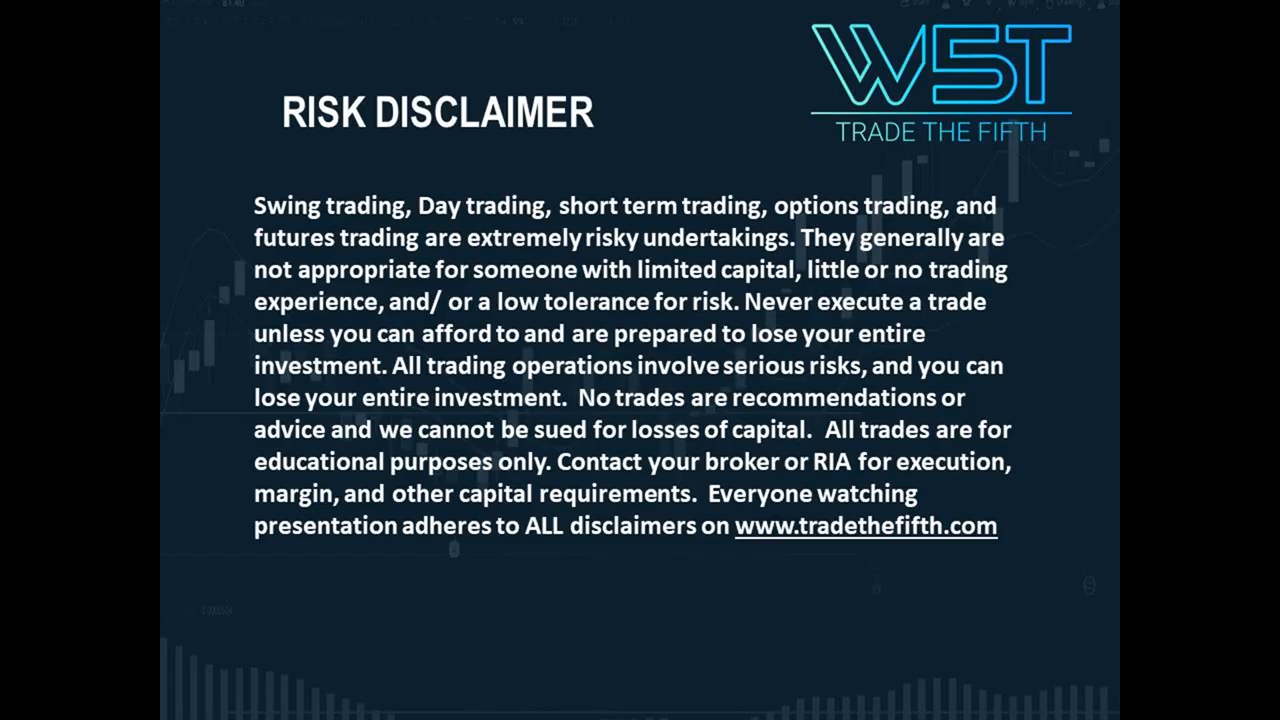 W5T
TRADE THE FIFTH
RISK DISCLAIMER
Swing trading, Day trading, short term trading, options trading, and
futures trading are extremely risky undertakings. They generally are
not appropriate for someone with limited capital, little or no trading
experience, and/ or a low tolerance for risk. Never execute a trade
unless you can afford to and are prepared to lose your entire
investment. All trading operations involve serious risks, and you can
lose your entire investment.  No trades are recommendations or
advice and we cannot be sued for losses of capital.  All trades are for
educational purposes only. Contact your broker or RIA for execution,
margin, and other capital requirements.  Everyone watching
presentation adheres to ALL disclaimers on www.tradethefifth.com